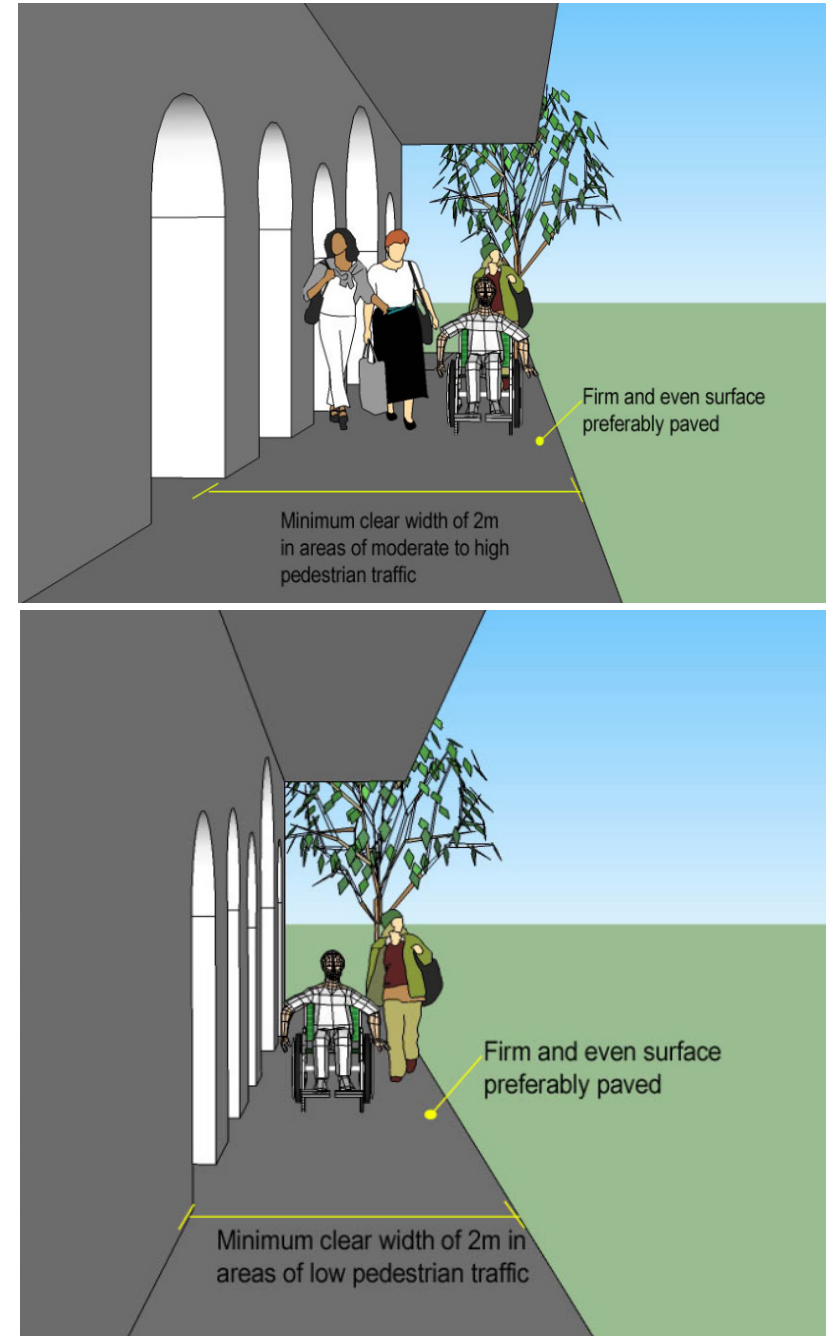 Firm and even surface
preferably paved
Minimum clear width of 2m
in areas of moderate to high
pedestrian traffic
Firm and even surface
preferably paved
Minimum clear width of 2m in
areas of low pedestrian traffic